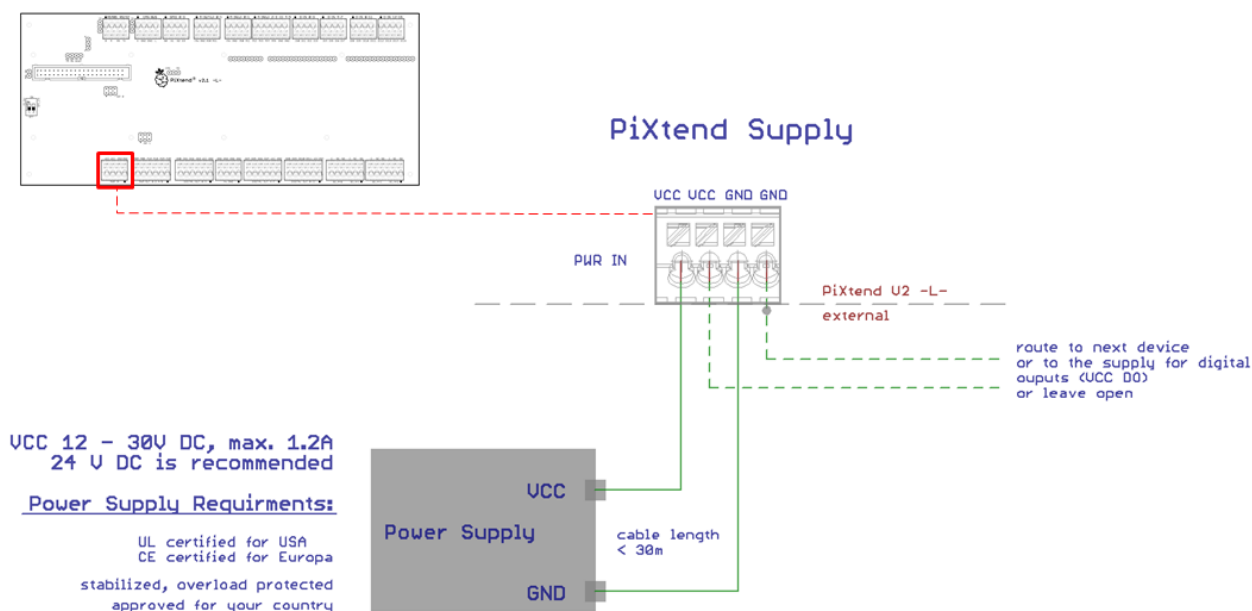 PiXtend® v2.1 -L-
PiXtend Supply
VCC VCC GND GND
PWR IN
PiXtend V2 -L-
external
route to next device
or to the supply for digital
ouputs (VCC DO)
or leave open
VCC 12 - 30V DC, max. 1.2A
24 V DC is recommended
Power Supply Requirments:
UL certified for USA
CE certified for Europa
stabilized, overload protected
approved for your country
VCC
Power Supply
GND
cable length
< 30m